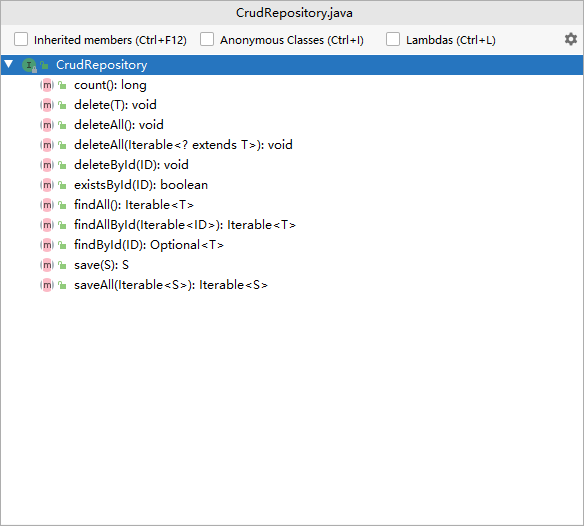 CrudRepository.java
Inherited members (Ctrl+F12) Anonymous Classes (Ctrl+I) Lambdas (Ctrl+L)
I CrudRepository
m count(): long
m delete(T): void
m deleteAll(): void
m deleteAll(Iterable<? extends T>): void
m deleteById(ID): void
m existsById(ID): boolean
m findAll(): Iterable<T>
m findAllById(Iterable<ID>): Iterable<T>
m findById(ID): Optional<T>
m save(S): S
m saveAll(Iterable<S>): Iterable<S>